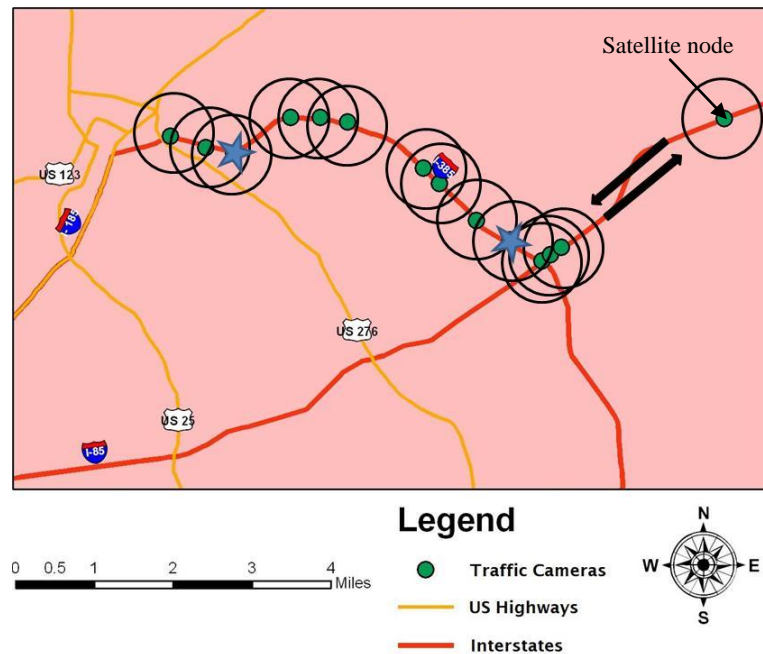 Satellite node
US 123
I-385
I-185
US 276
US 25
I-85
Legend
0 0.5 1 2 3 4
Miles
Traffic Cameras
US Highways
Interstates
N
W E
S